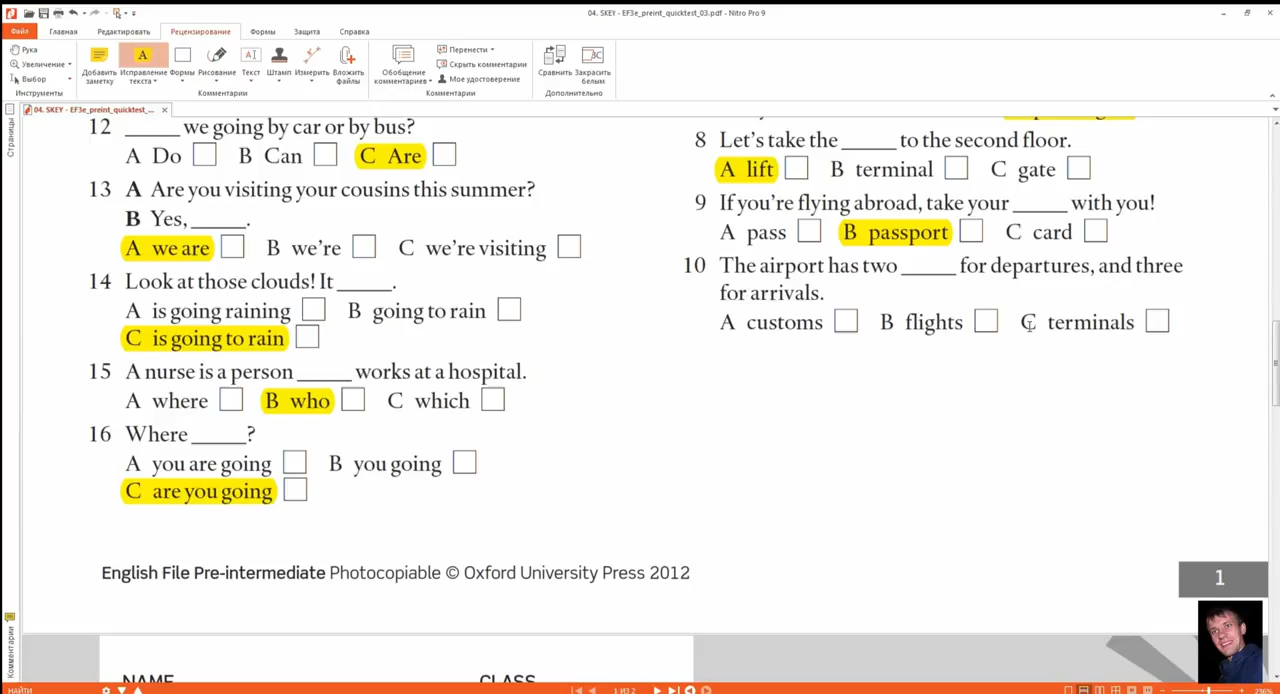 04. SKEY - EF3e_preint_quicktest_03.pdf - Nitro Pro 9
Файл Главная Редактировать Рецензирование Формы Защита Справка
Рука
Увеличение
Выбор
Инструменты
Добавить заметку
Исправление текста
Формы
Рисование
Текст
Штамп
Измерить
Вложить файлы
Комментарии
Обобщение комментариев
Перенести
Скрыть комментарии
Мое удостоверение
Комментарии
Сравнить
Закрасить белым
Дополнительно
04. SKEY - EF3e_preint_quicktest_...
Страницы
12 _____ we going by car or by bus?
A Do B Can C Are
13 A Are you visiting your cousins this summer?
B Yes, _____.
A we are B we're C we're visiting
14 Look at those clouds! It _____.
A is going raining B going to rain
C is going to rain
15 A nurse is a person _____ works at a hospital.
A where B who C which
16 Where _____?
A you are going B you going
C are you going
8 Let's take the _____ to the second floor.
A lift B terminal C gate
9 If you're flying abroad, take your _____ with you!
A pass B passport C card
10 The airport has two _____ for departures, and three
for arrivals.
A customs B flights C terminals
English File Pre-intermediate Photocopiable © Oxford University Press 2012
1
Комментарии
NAME CLASS
НАЙТИ
1 ИЗ 2
236%